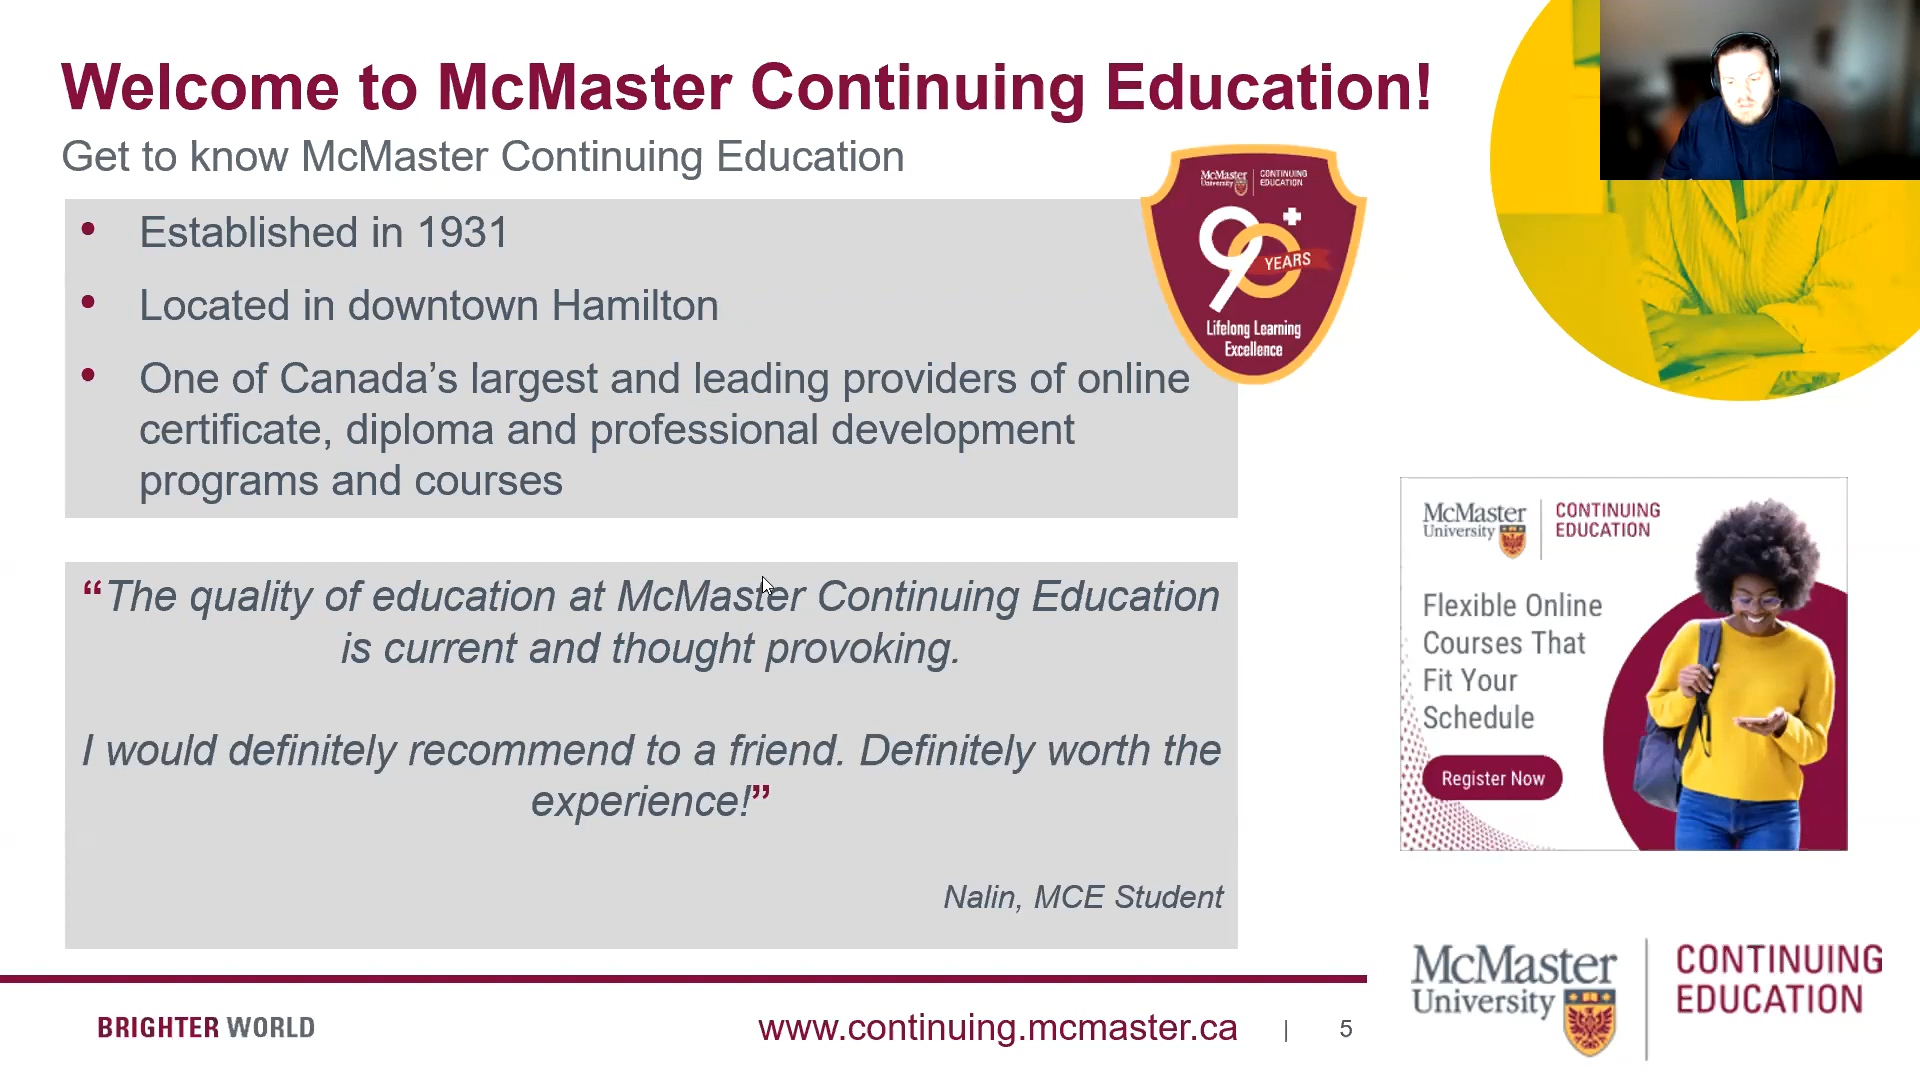 Welcome to McMaster Continuing Education!
Get to know McMaster Continuing Education
• Established in 1931
• Located in downtown Hamilton
• One of Canada’s largest and leading providers of online
certificate, diploma and professional development
programs and courses
McMaster University | CONTINUING EDUCATION
90+
YEARS
Lifelong Learning
Excellence
“The quality of education at McMaster Continuing Education
is current and thought provoking.
I would definitely recommend to a friend. Definitely worth the
experience!”
Nalin, MCE Student
McMaster University | CONTINUING EDUCATION
Flexible Online
Courses That
Fit Your
Schedule
Register Now
BRIGHTER WORLD
www.continuing.mcmaster.ca | 5
McMaster University | CONTINUING EDUCATION